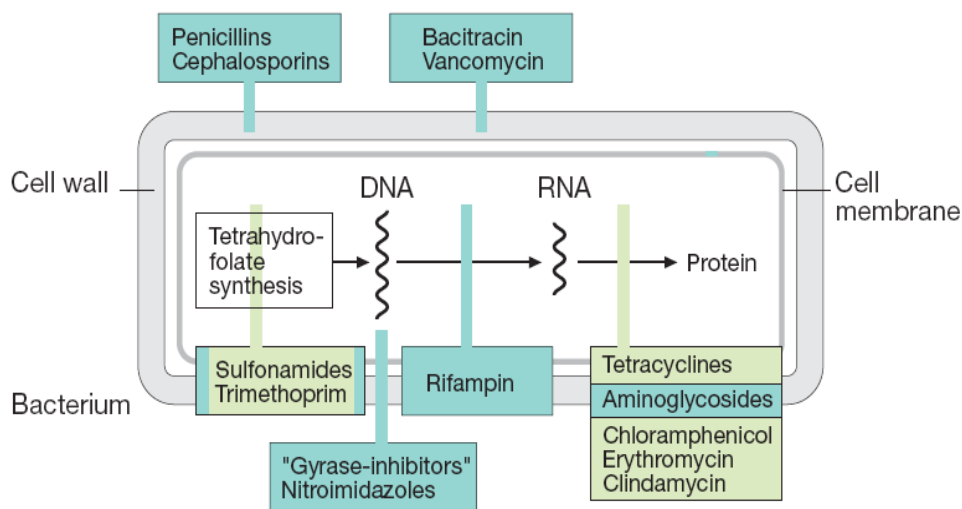 Penicillins
Cephalosporins
Bacitracin
Vancomycin
Cell wall
DNA
RNA
Cell
membrane
Tetrahydro-
folate
synthesis
Protein
Sulfonamides
Trimethoprim
Rifampin
Tetracyclines
Aminoglycosides
Chloramphenicol
Erythromycin
Clindamycin
Bacterium
"Gyrase-inhibitors"
Nitroimidazoles